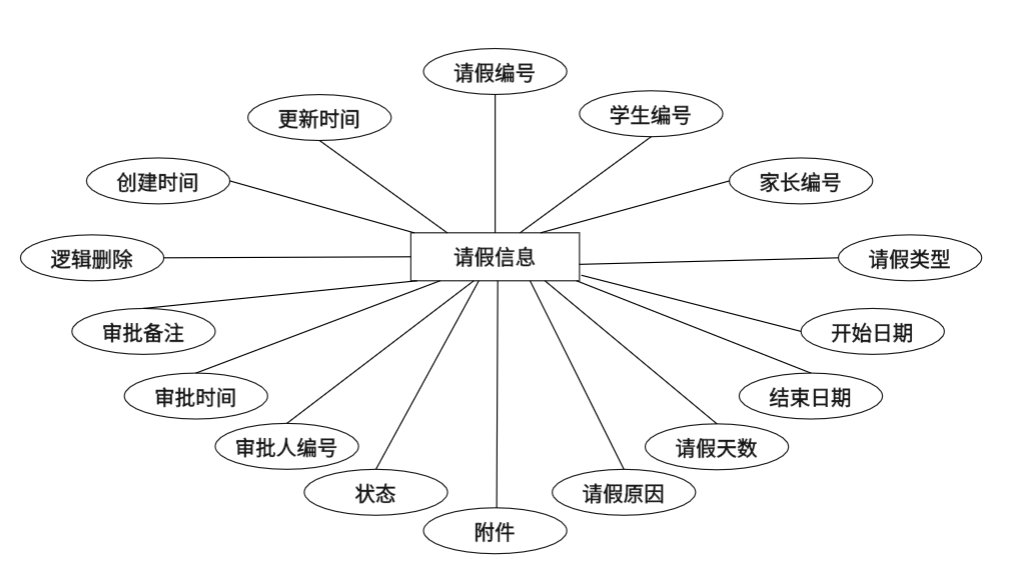 请假编号
学生编号
更新时间
创建时间
家长编号
逻辑删除
请假信息
请假类型
审批备注
开始日期
审批时间
结束日期
审批人编号
请假天数
状态
请假原因
附件